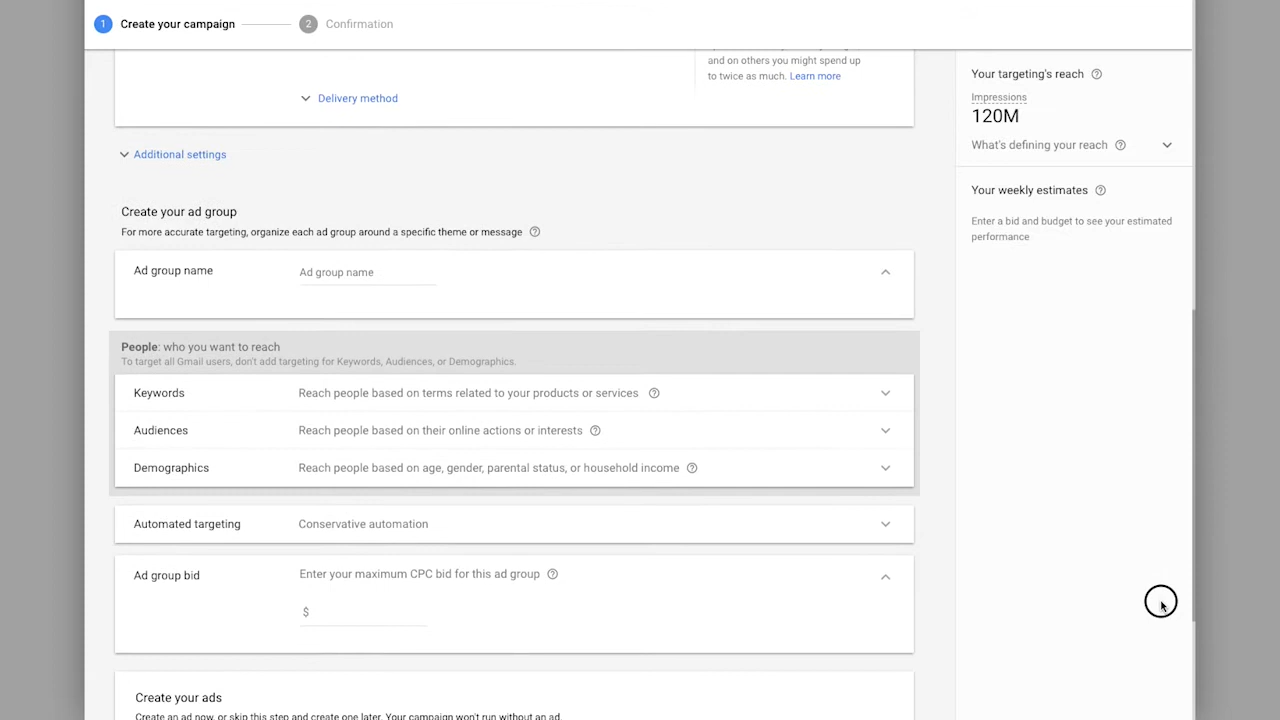 1 Create your campaign 2 Confirmation
and on others you might spend up
to twice as much. Learn more
Delivery method
Additional settings
Create your ad group
For more accurate targeting, organize each ad group around a specific theme or message
Ad group name Ad group name
People: who you want to reach
To target all Gmail users, don't add targeting for Keywords, Audiences, or Demographics.
Keywords Reach people based on terms related to your products or services
Audiences Reach people based on their online actions or interests
Demographics Reach people based on age, gender, parental status, or household income
Automated targeting Conservative automation
Ad group bid Enter your maximum CPC bid for this ad group
$
Create your ads
Create an ad now, or skip this step and create one later. Your campaign won't run without an ad.
Your targeting's reach
Impressions
120M
What's defining your reach
Your weekly estimates
Enter a bid and budget to see your estimated
performance